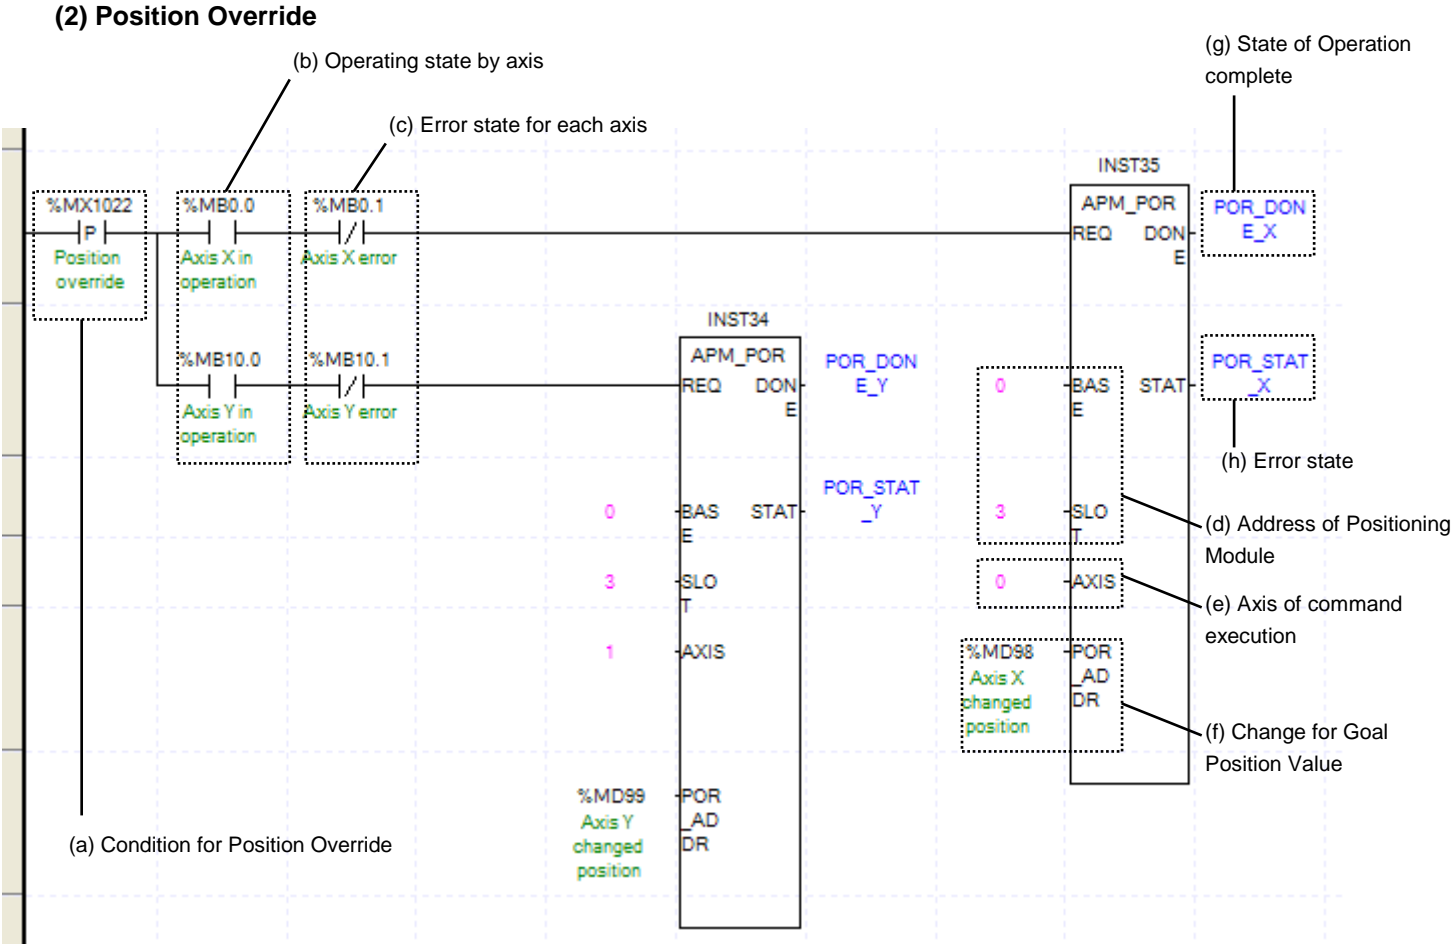 (2) Position Override
(g) State of Operation
complete
(b) Operating state by axis
(c) Error state for each axis
INST35
%MX1022
P
Position
override
%MB0.0
Axis X in
operation
%MB0.1
Axis X error
APM_POR
REQ
DON
E
POR_DON
E_X
%MB10.0
Axis Y in
operation
%MB10.1
Axis Y error
INST34
APM_POR
REQ
DON
E
POR_DON
E_Y
0
BAS
E
STAT
POR_STAT
_X
(h) Error state
0
BAS
E
STAT
POR_STAT
_Y
3
SLO
T
(d) Address of Positioning
Module
3
SLO
T
0
AXIS
(e) Axis of command
execution
1
AXIS
%MD98
Axis X
changed
position
POR
_AD
DR
(f) Change for Goal
Position Value
%MD99
Axis Y
changed
position
POR
_AD
DR
(a) Condition for Position Override